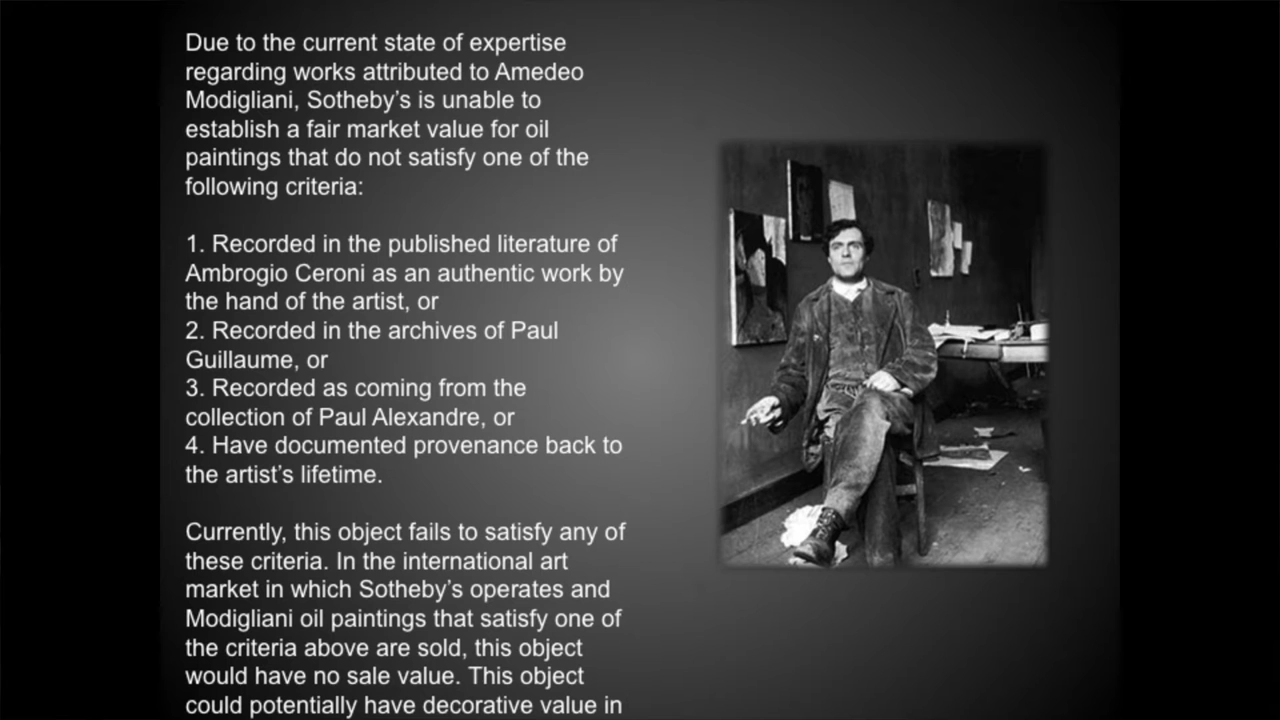 Due to the current state of expertise
regarding works attributed to Amedeo
Modigliani, Sotheby's is unable to
establish a fair market value for oil
paintings that do not satisfy one of the
following criteria:
1. Recorded in the published literature of
Ambrogio Ceroni as an authentic work by
the hand of the artist, or
2. Recorded in the archives of Paul
Guillaume, or
3. Recorded as coming from the
collection of Paul Alexandre, or
4. Have documented provenance back to
the artist's lifetime.
Currently, this object fails to satisfy any of
these criteria. In the international art
market in which Sotheby's operates and
Modigliani oil paintings that satisfy one of
the criteria above are sold, this object
would have no sale value. This object
could potentially have decorative value in